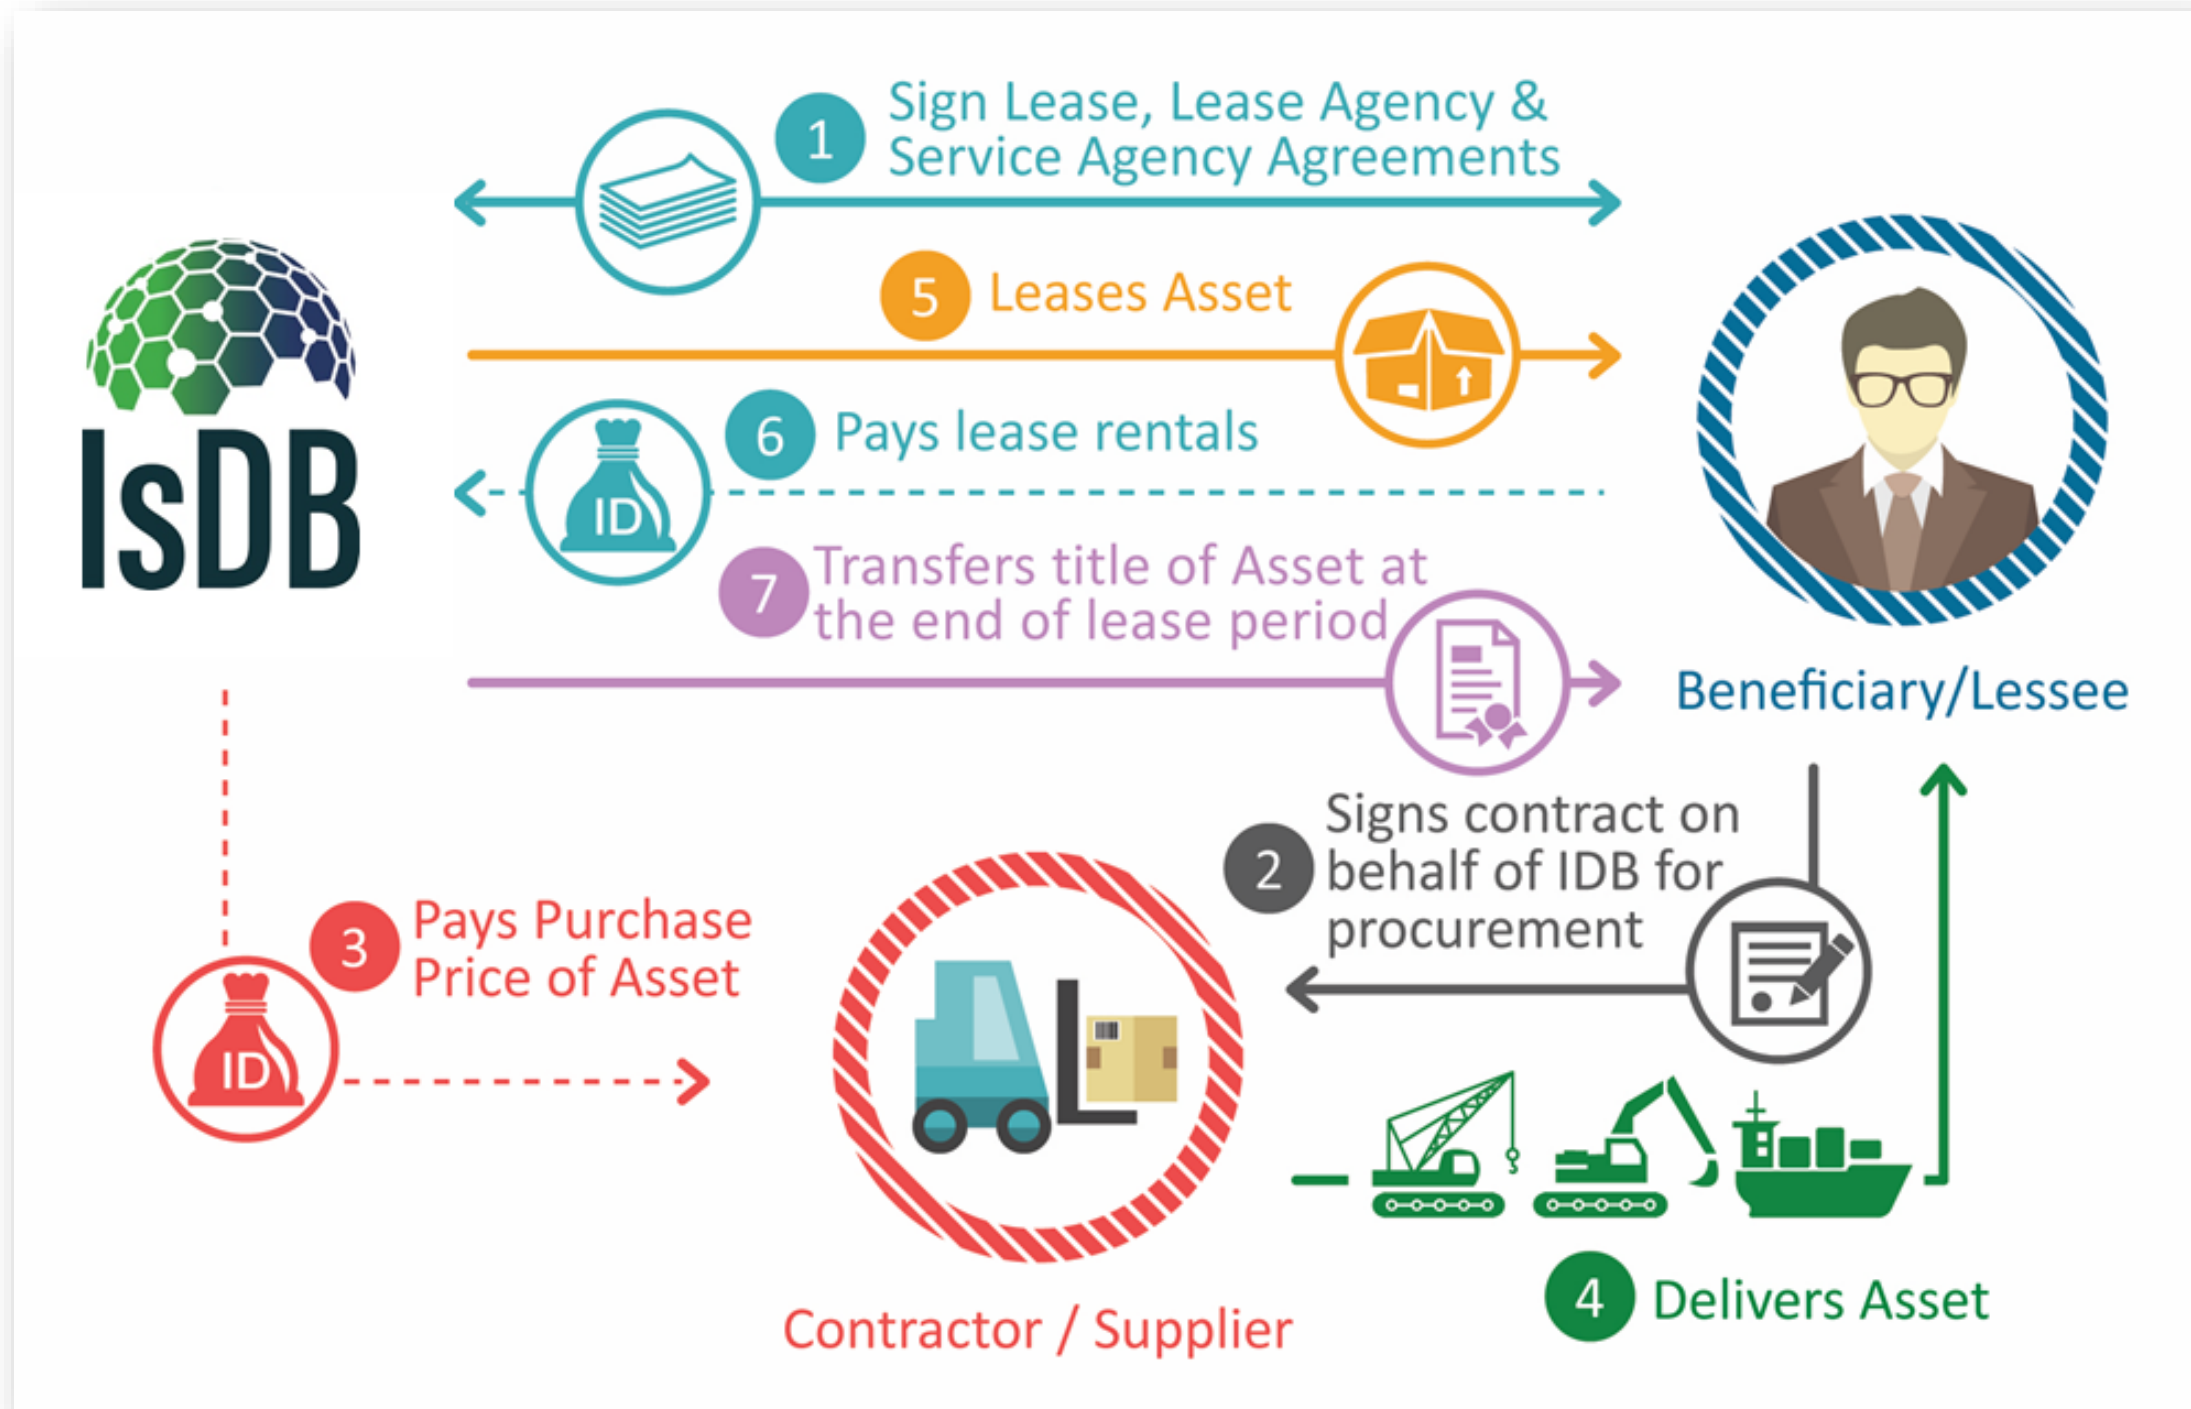 1
Sign Lease, Lease Agency &
Service Agency Agreements
5
Leases Asset
6
Pays lease rentals
ID
7
Transfers title of Asset at
the end of lease period
IsDB
Beneficiary/Lessee
2
Signs contract on
behalf of IDB for
procurement
3
Pays Purchase
Price of Asset
ID
4
Delivers Asset
Contractor / Supplier